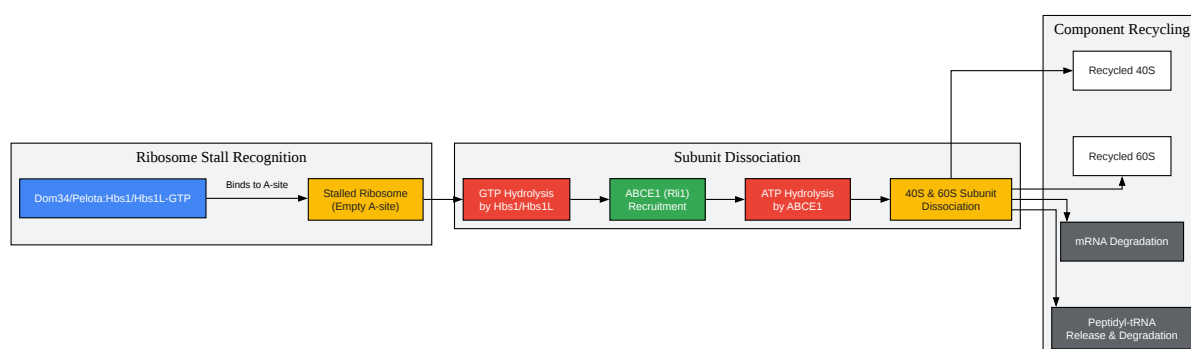 Component Recycling
Recycled 40S
Recycled 60S
Ribosome Stall Recognition
Subunit Dissociation
Dom34/Pelota:Hbs1/Hbs1L-GTP
Binds to A-site
Stalled Ribosome
(Empty A-site)
GTP Hydrolysis
by Hbs1/Hbs1L
ABCE1 (Rli1)
Recruitment
ATP Hydrolysis
by ABCE1
40S & 60S Subunit
Dissociation
mRNA Degradation
Peptidyl-tRNA
Release & Degradation